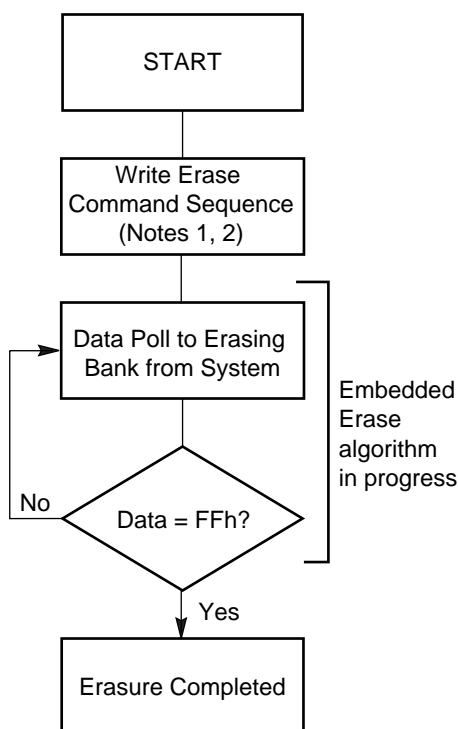 START
Write Erase
Command Sequence
(Notes 1, 2)
Data Poll to Erasing
Bank from System
Embedded
Erase
algorithm
in progress
No
Data = FFh?
Yes
Erasure Completed